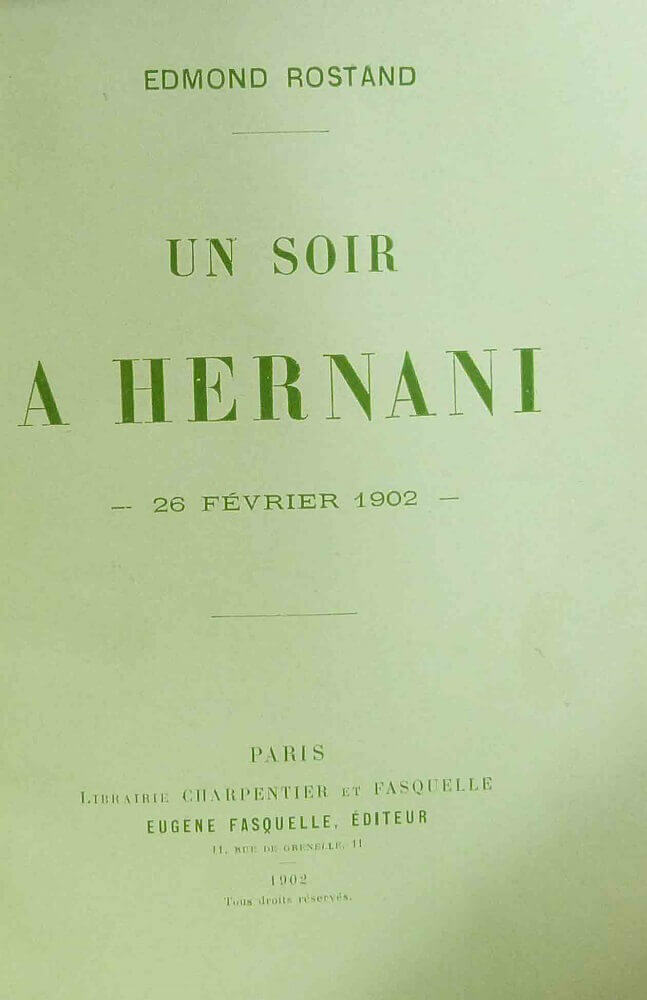 EDMOND ROSTAND
UN SOIR
A HERNANI
— 26 FÉVRIER 1902 —
PARIS
LIBRAIRIE CHARPENTIER ET FASQUELLE
EUGENE FASQUELLE, ÉDITEUR
11, RUE DE GRENELLE, 11
1902
Tous droits réservés.